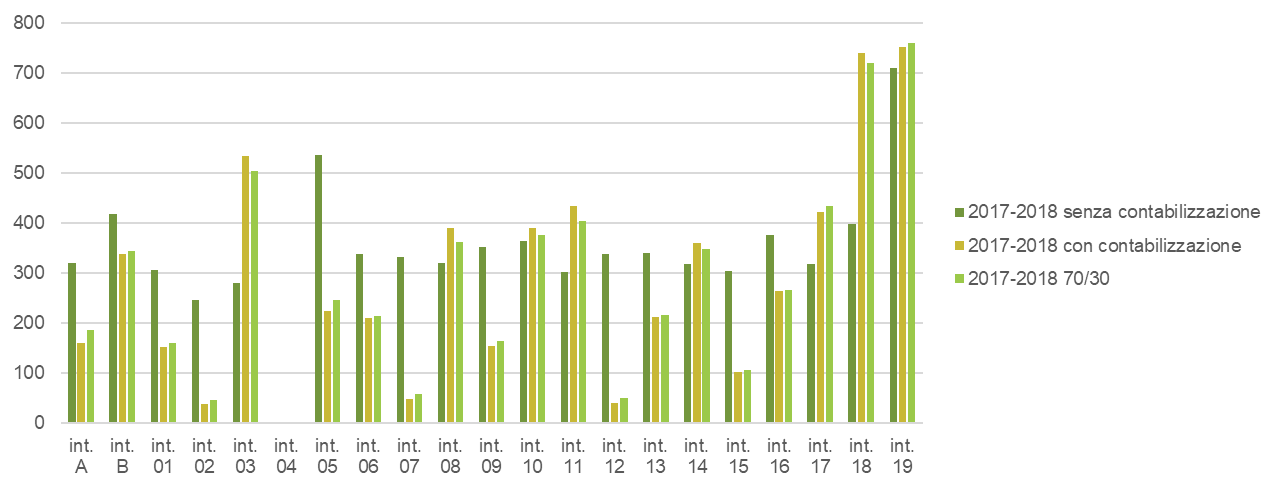 800
700
600
500
400
300
200
100
0
int. A
int. B
int. 01
int. 02
int. 03
int. 04
int. 05
int. 06
int. 07
int. 08
int. 09
int. 10
int. 11
int. 12
int. 13
int. 14
int. 15
int. 16
int. 17
int. 18
int. 19
2017-2018 senza contabilizzazione
2017-2018 con contabilizzazione
2017-2018 70/30